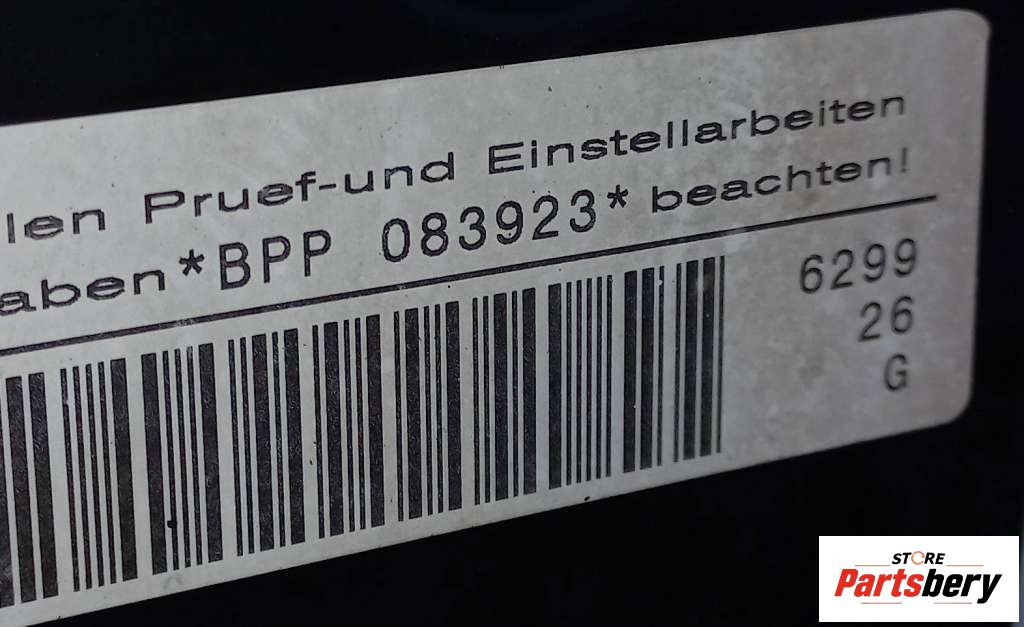 len Pruef-und Einstellarbeiten
aben*BPP 083923* beachten!
6299
26
G
STORE
Partsbery